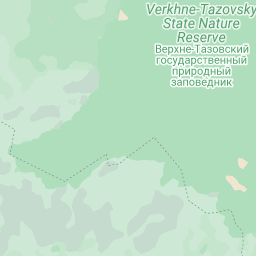 Verkhne-Tazovsky
State Nature
Reserve
Верхне-Тазовский
государственный
природный
заповедник